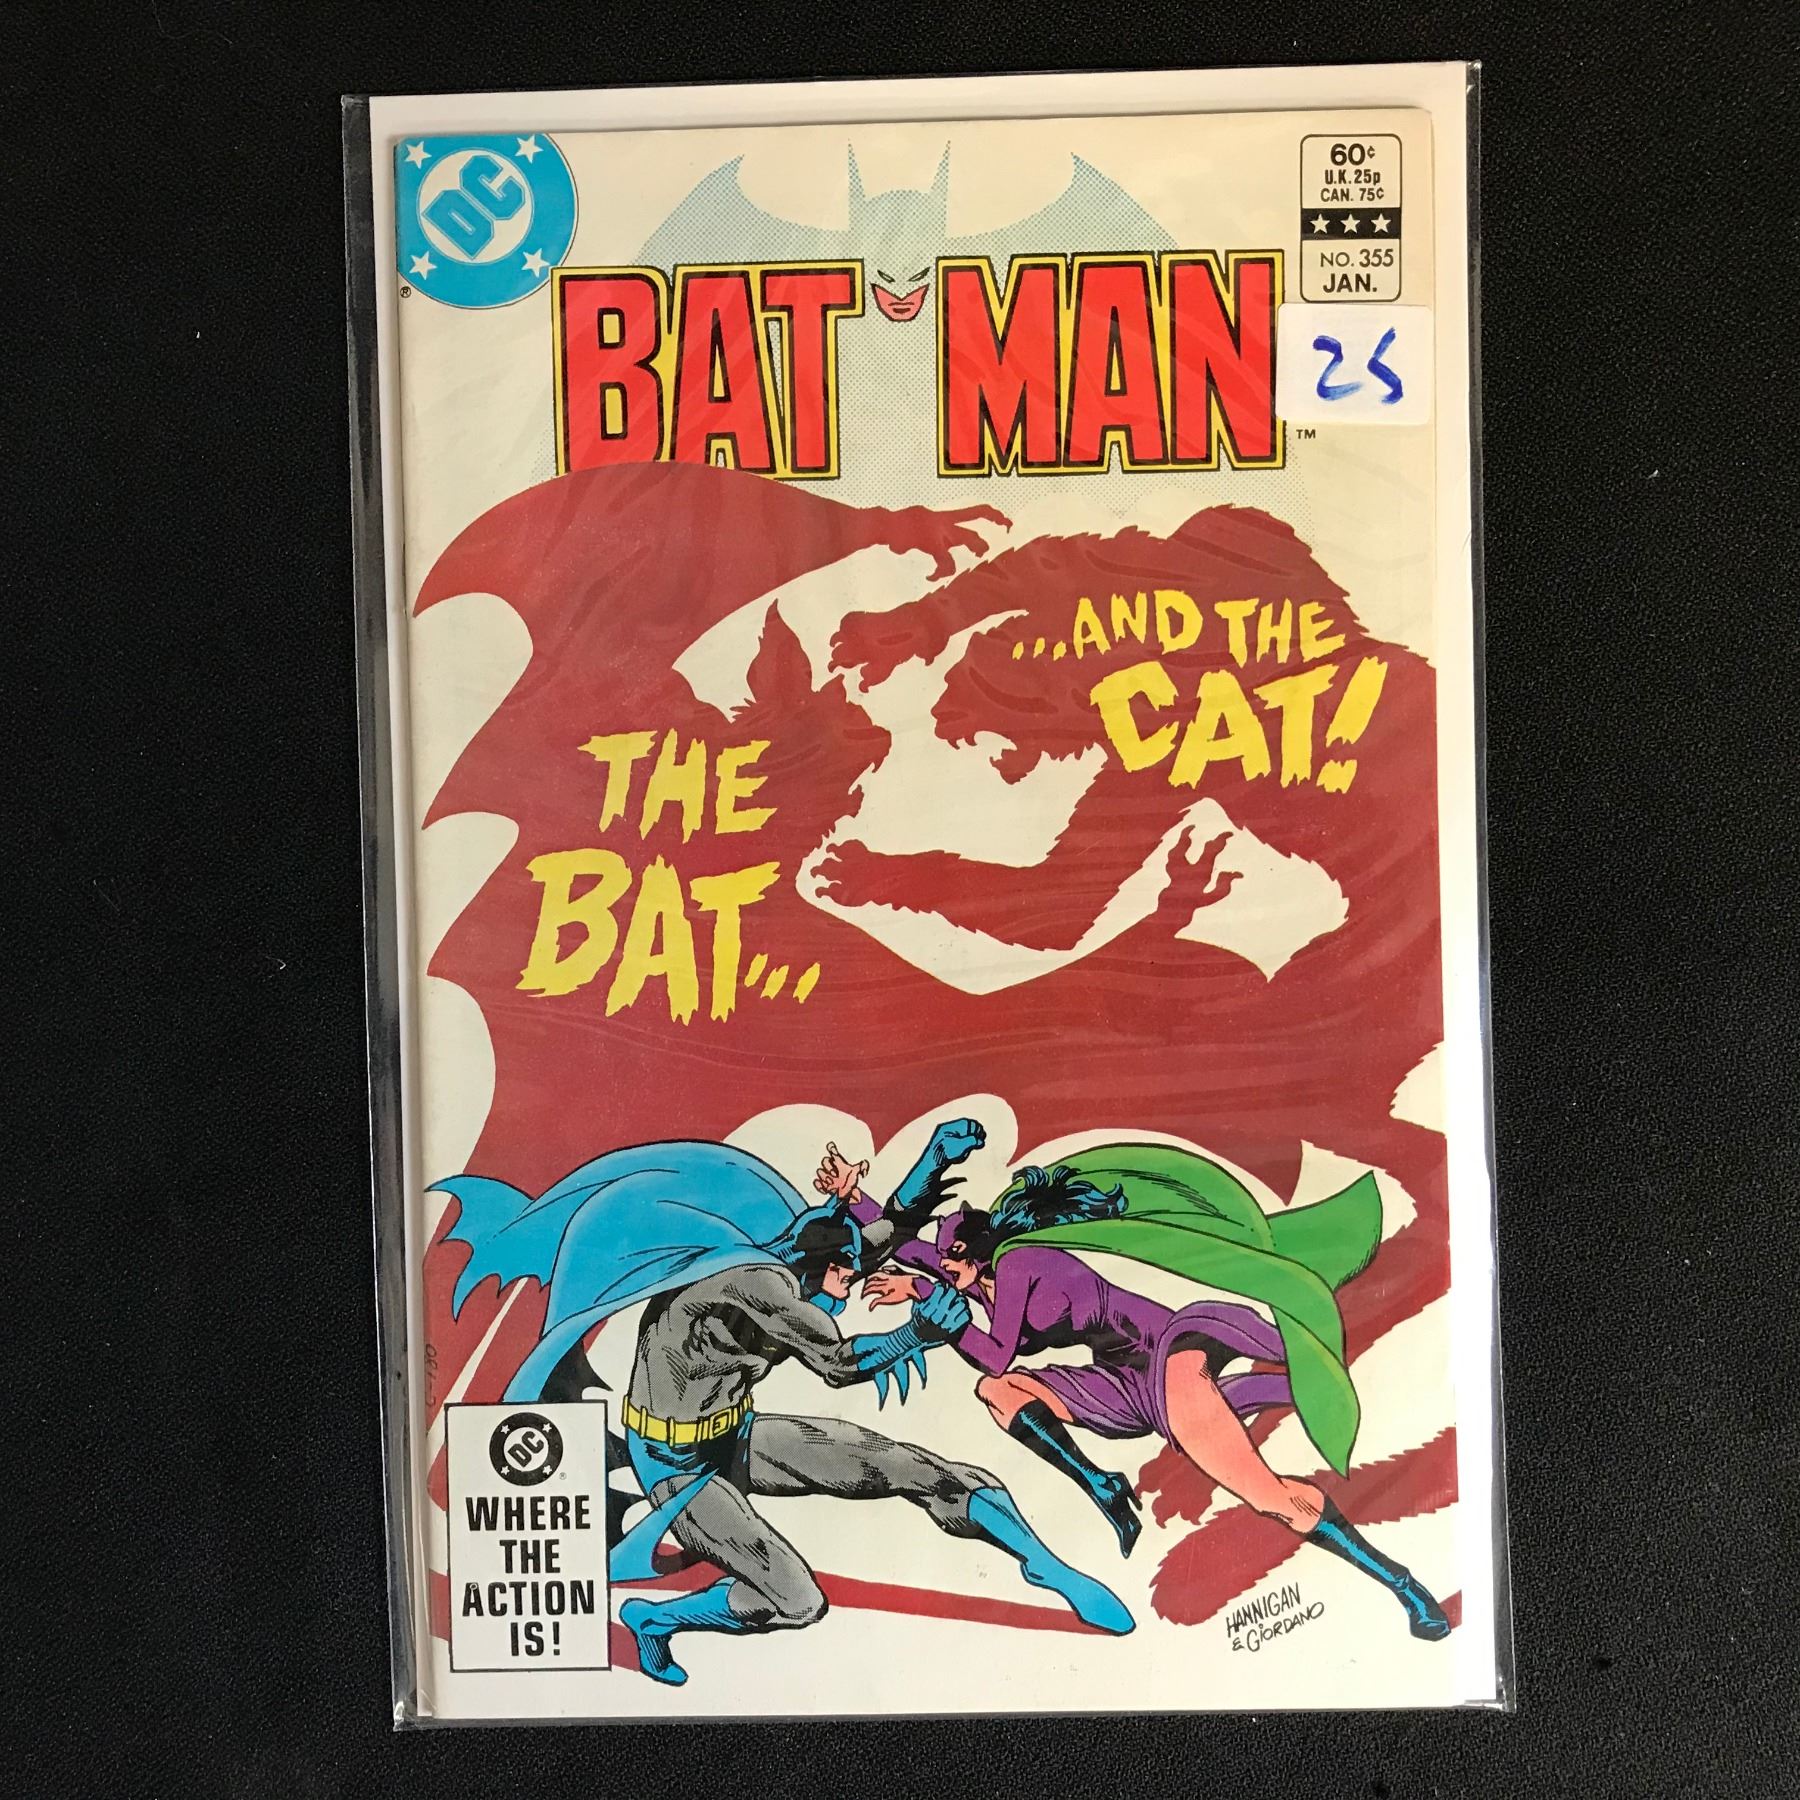 DC
®
60¢
U.K. 25p
CAN. 75¢
NO. 355
JAN.
BATMAN
TM
25
...AND THE
CAT!
THE
BAT...
DC
®
WHERE
THE
ACTION
IS!
HANNIGAN
& GIORDANO